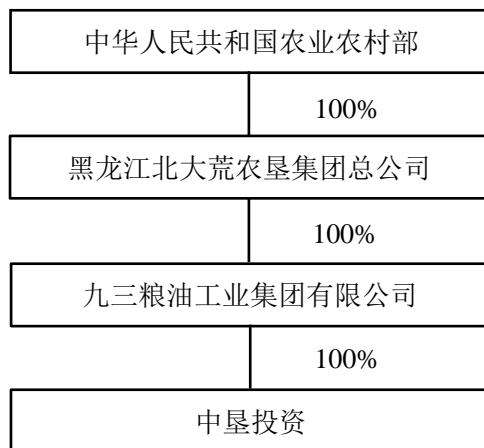 中华人民共和国农业农村部
100%
黑龙江北大荒农垦集团总公司
100%
九三粮油工业集团有限公司
100%
中垦投资